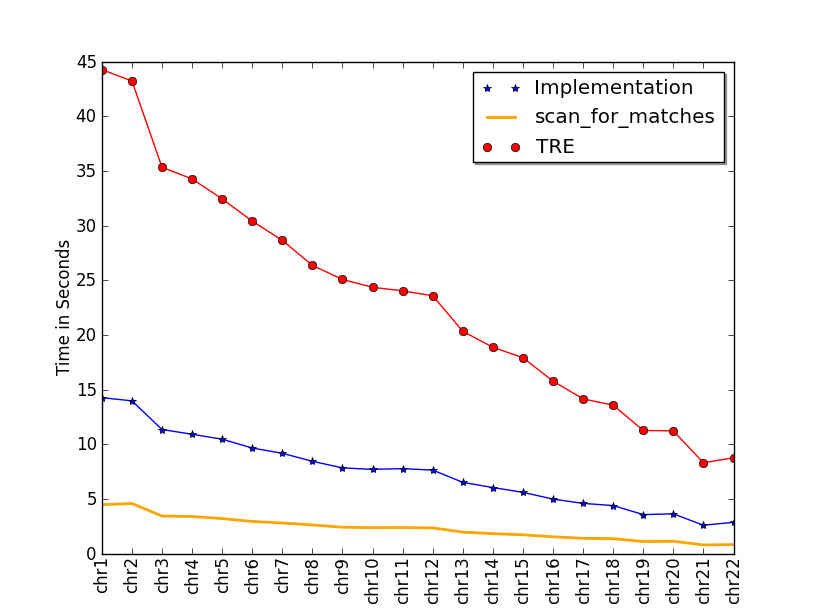 45
40
35
30
25
20
15
10
5
0
Time in Seconds
Implementation
scan_for_matches
TRE
chr1
chr2
chr3
chr4
chr5
chr6
chr7
chr8
chr9
chr10
chr11
chr12
chr13
chr14
chr15
chr16
chr17
chr18
chr19
chr20
chr21
chr22